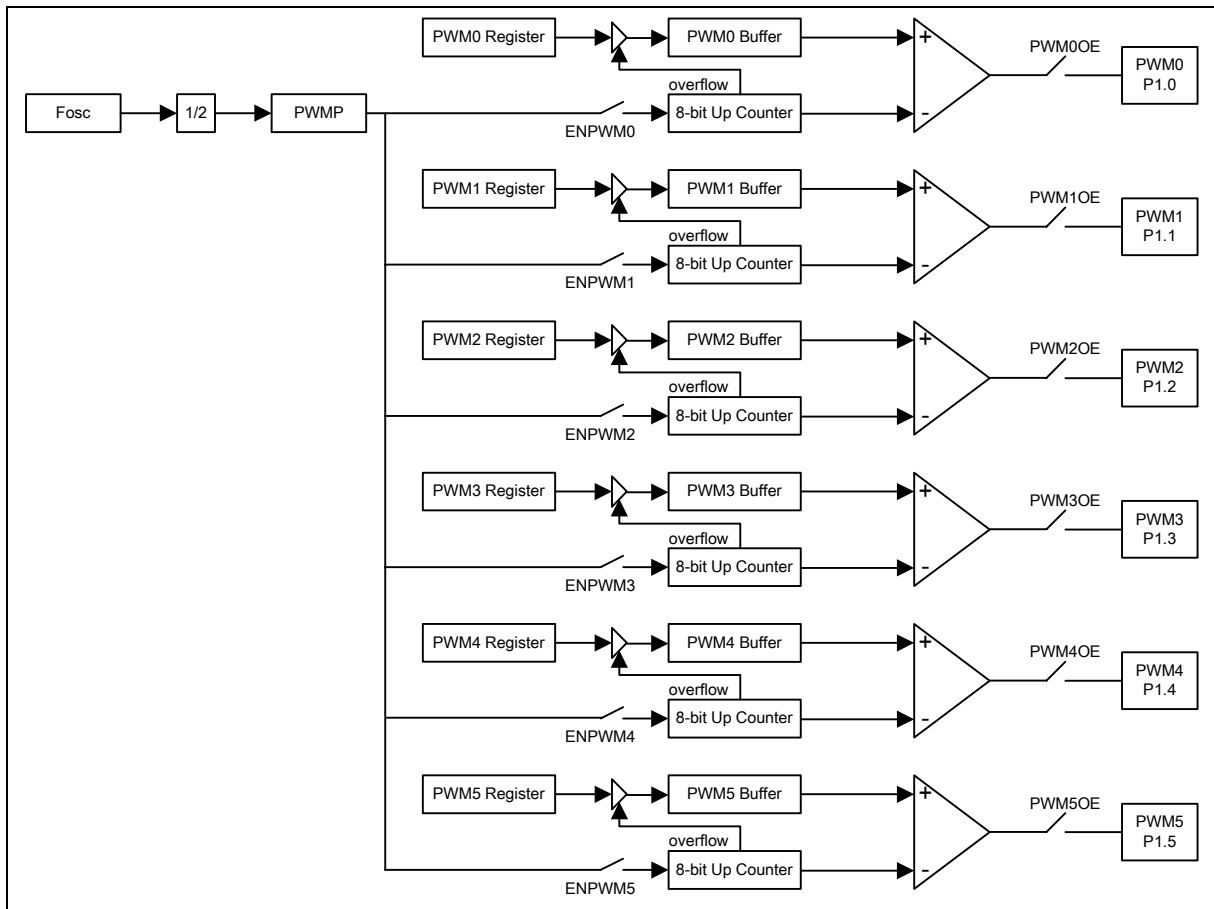 PWM0 Register
PWM0 Buffer
+
PWM0OE
PWM0
P1.0
overflow
Fosc
1/2
PWMP
ENPWM0
8-bit Up Counter
-
PWM1 Register
PWM1 Buffer
+
PWM1OE
PWM1
P1.1
overflow
ENPWM1
8-bit Up Counter
-
PWM2 Register
PWM2 Buffer
+
PWM2OE
PWM2
P1.2
overflow
ENPWM2
8-bit Up Counter
-
PWM3 Register
PWM3 Buffer
+
PWM3OE
PWM3
P1.3
overflow
ENPWM3
8-bit Up Counter
-
PWM4 Register
PWM4 Buffer
+
PWM4OE
PWM4
P1.4
overflow
ENPWM4
8-bit Up Counter
-
PWM5 Register
PWM5 Buffer
+
PWM5OE
PWM5
P1.5
overflow
ENPWM5
8-bit Up Counter
-